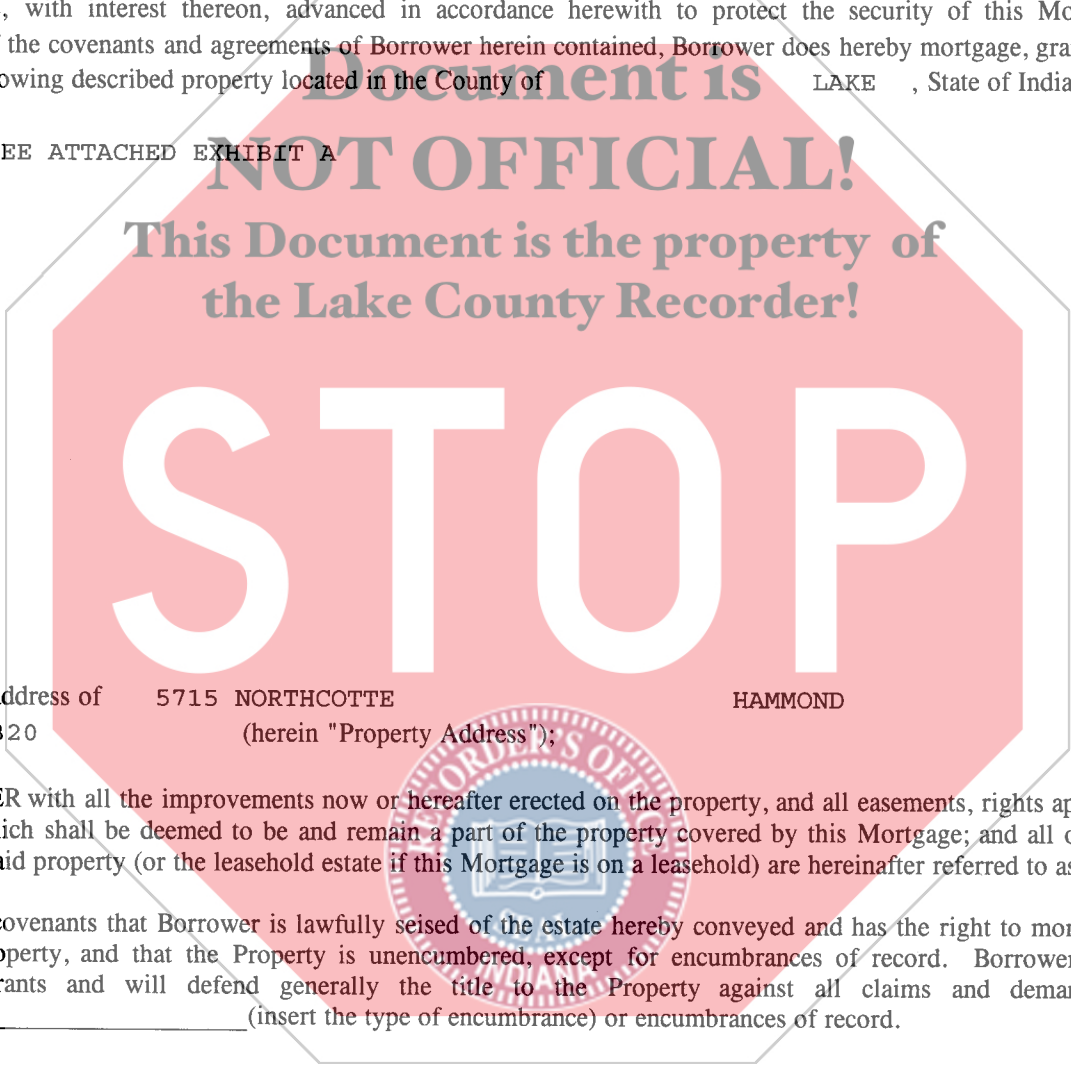 , with interest thereon, advanced in accordance herewith to protect the security of this Mo
the covenants and agreements of Borrower herein contained, Borrower does hereby mortgage, gra
owing described property located in the County of LAKE , State of India
Document is
EE ATTACHED EXHIBIT A
NOT OFFICIAL!
This Document is the property of
the Lake County Recorder!
STOP
ddress of 5715 NORTHCOTTE HAMMOND
320 (herein "Property Address");
RECORDER'S OFFICE
ER with all the improvements now or hereafter erected on the property, and all easements, rights ap
ich shall be deemed to be and remain a part of the property covered by this Mortgage; and all o
aid property (or the leasehold estate if this Mortgage is on a leasehold) are hereinafter referred to as
SEAL
covenants that Borrower is lawfully seised of the estate hereby conveyed and has the right to mor
operty, and that the Property is unencumbered, except for encumbrances of record. Borrower
INDIANA
rants and will defend generally the title to the Property against all claims and deman
(insert the type of encumbrance) or encumbrances of record.